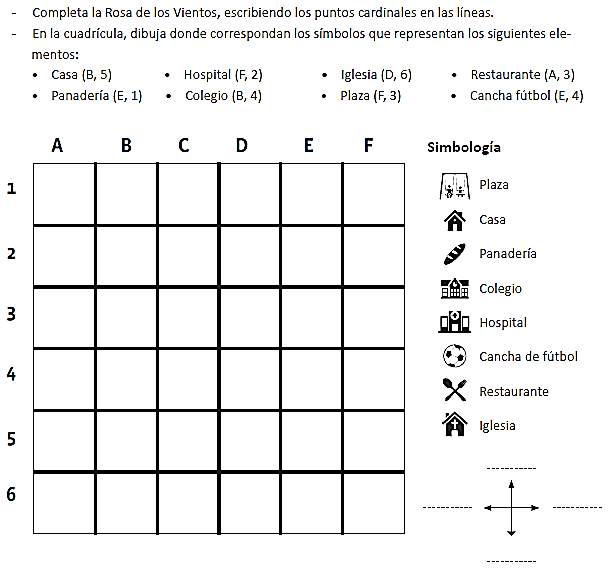 - Completa la Rosa de los Vientos, escribiendo los puntos cardinales en las líneas.
- En la cuadrícula, dibuja donde correspondan los símbolos que representan los siguientes ele-
mentos:
• Casa (B, 5) • Hospital (F, 2) • Iglesia (D, 6) • Restaurante (A, 3)
• Panadería (E, 1) • Colegio (B, 4) • Plaza (F, 3) • Cancha fútbol (E, 4)
A B C D E F
Simbología
1
Plaza
Casa
2
Panadería
Colegio
3
Hospital
Cancha de fútbol
4
Restaurante
Iglesia
5
6